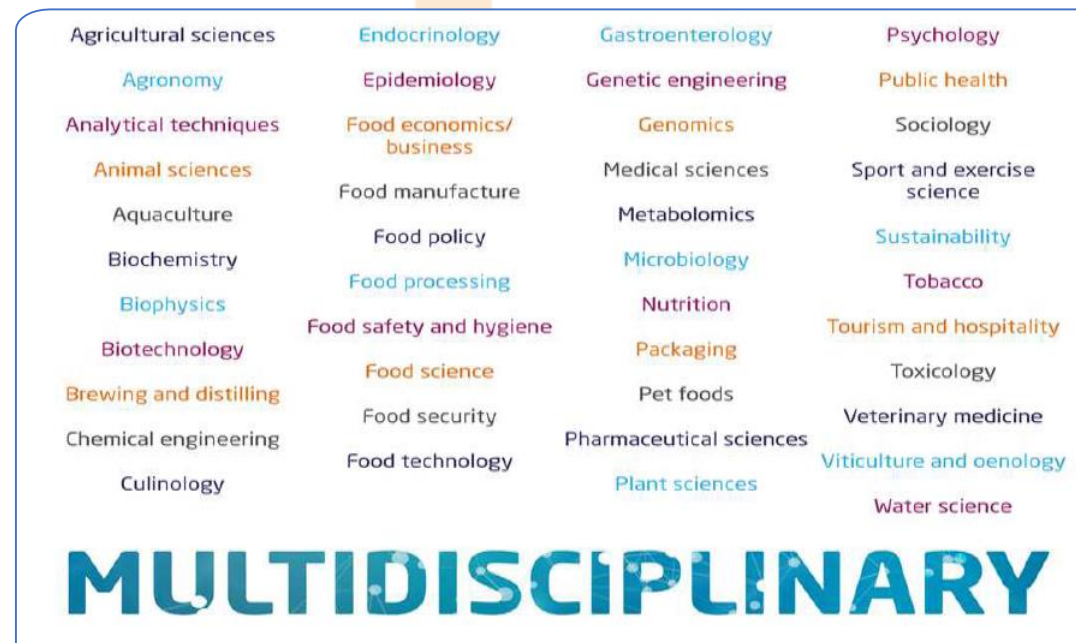 Agricultural sciences
Agronomy
Analytical techniques
Animal sciences
Aquaculture
Biochemistry
Biophysics
Biotechnology
Brewing and distilling
Chemical engineering
Culinology
Endocrinology
Epidemiology
Food economics/
business
Food manufacture
Food policy
Food processing
Food safety and hygiene
Food science
Food security
Food technology
Gastroenterology
Genetic engineering
Genomics
Medical sciences
Metabolomics
Microbiology
Nutrition
Packaging
Pet foods
Pharmaceutical sciences
Plant sciences
Psychology
Public health
Sociology
Sport and exercise
science
Sustainability
Tobacco
Tourism and hospitality
Toxicology
Veterinary medicine
Viticulture and oenology
Water science
MULTIDISCIPLINARY